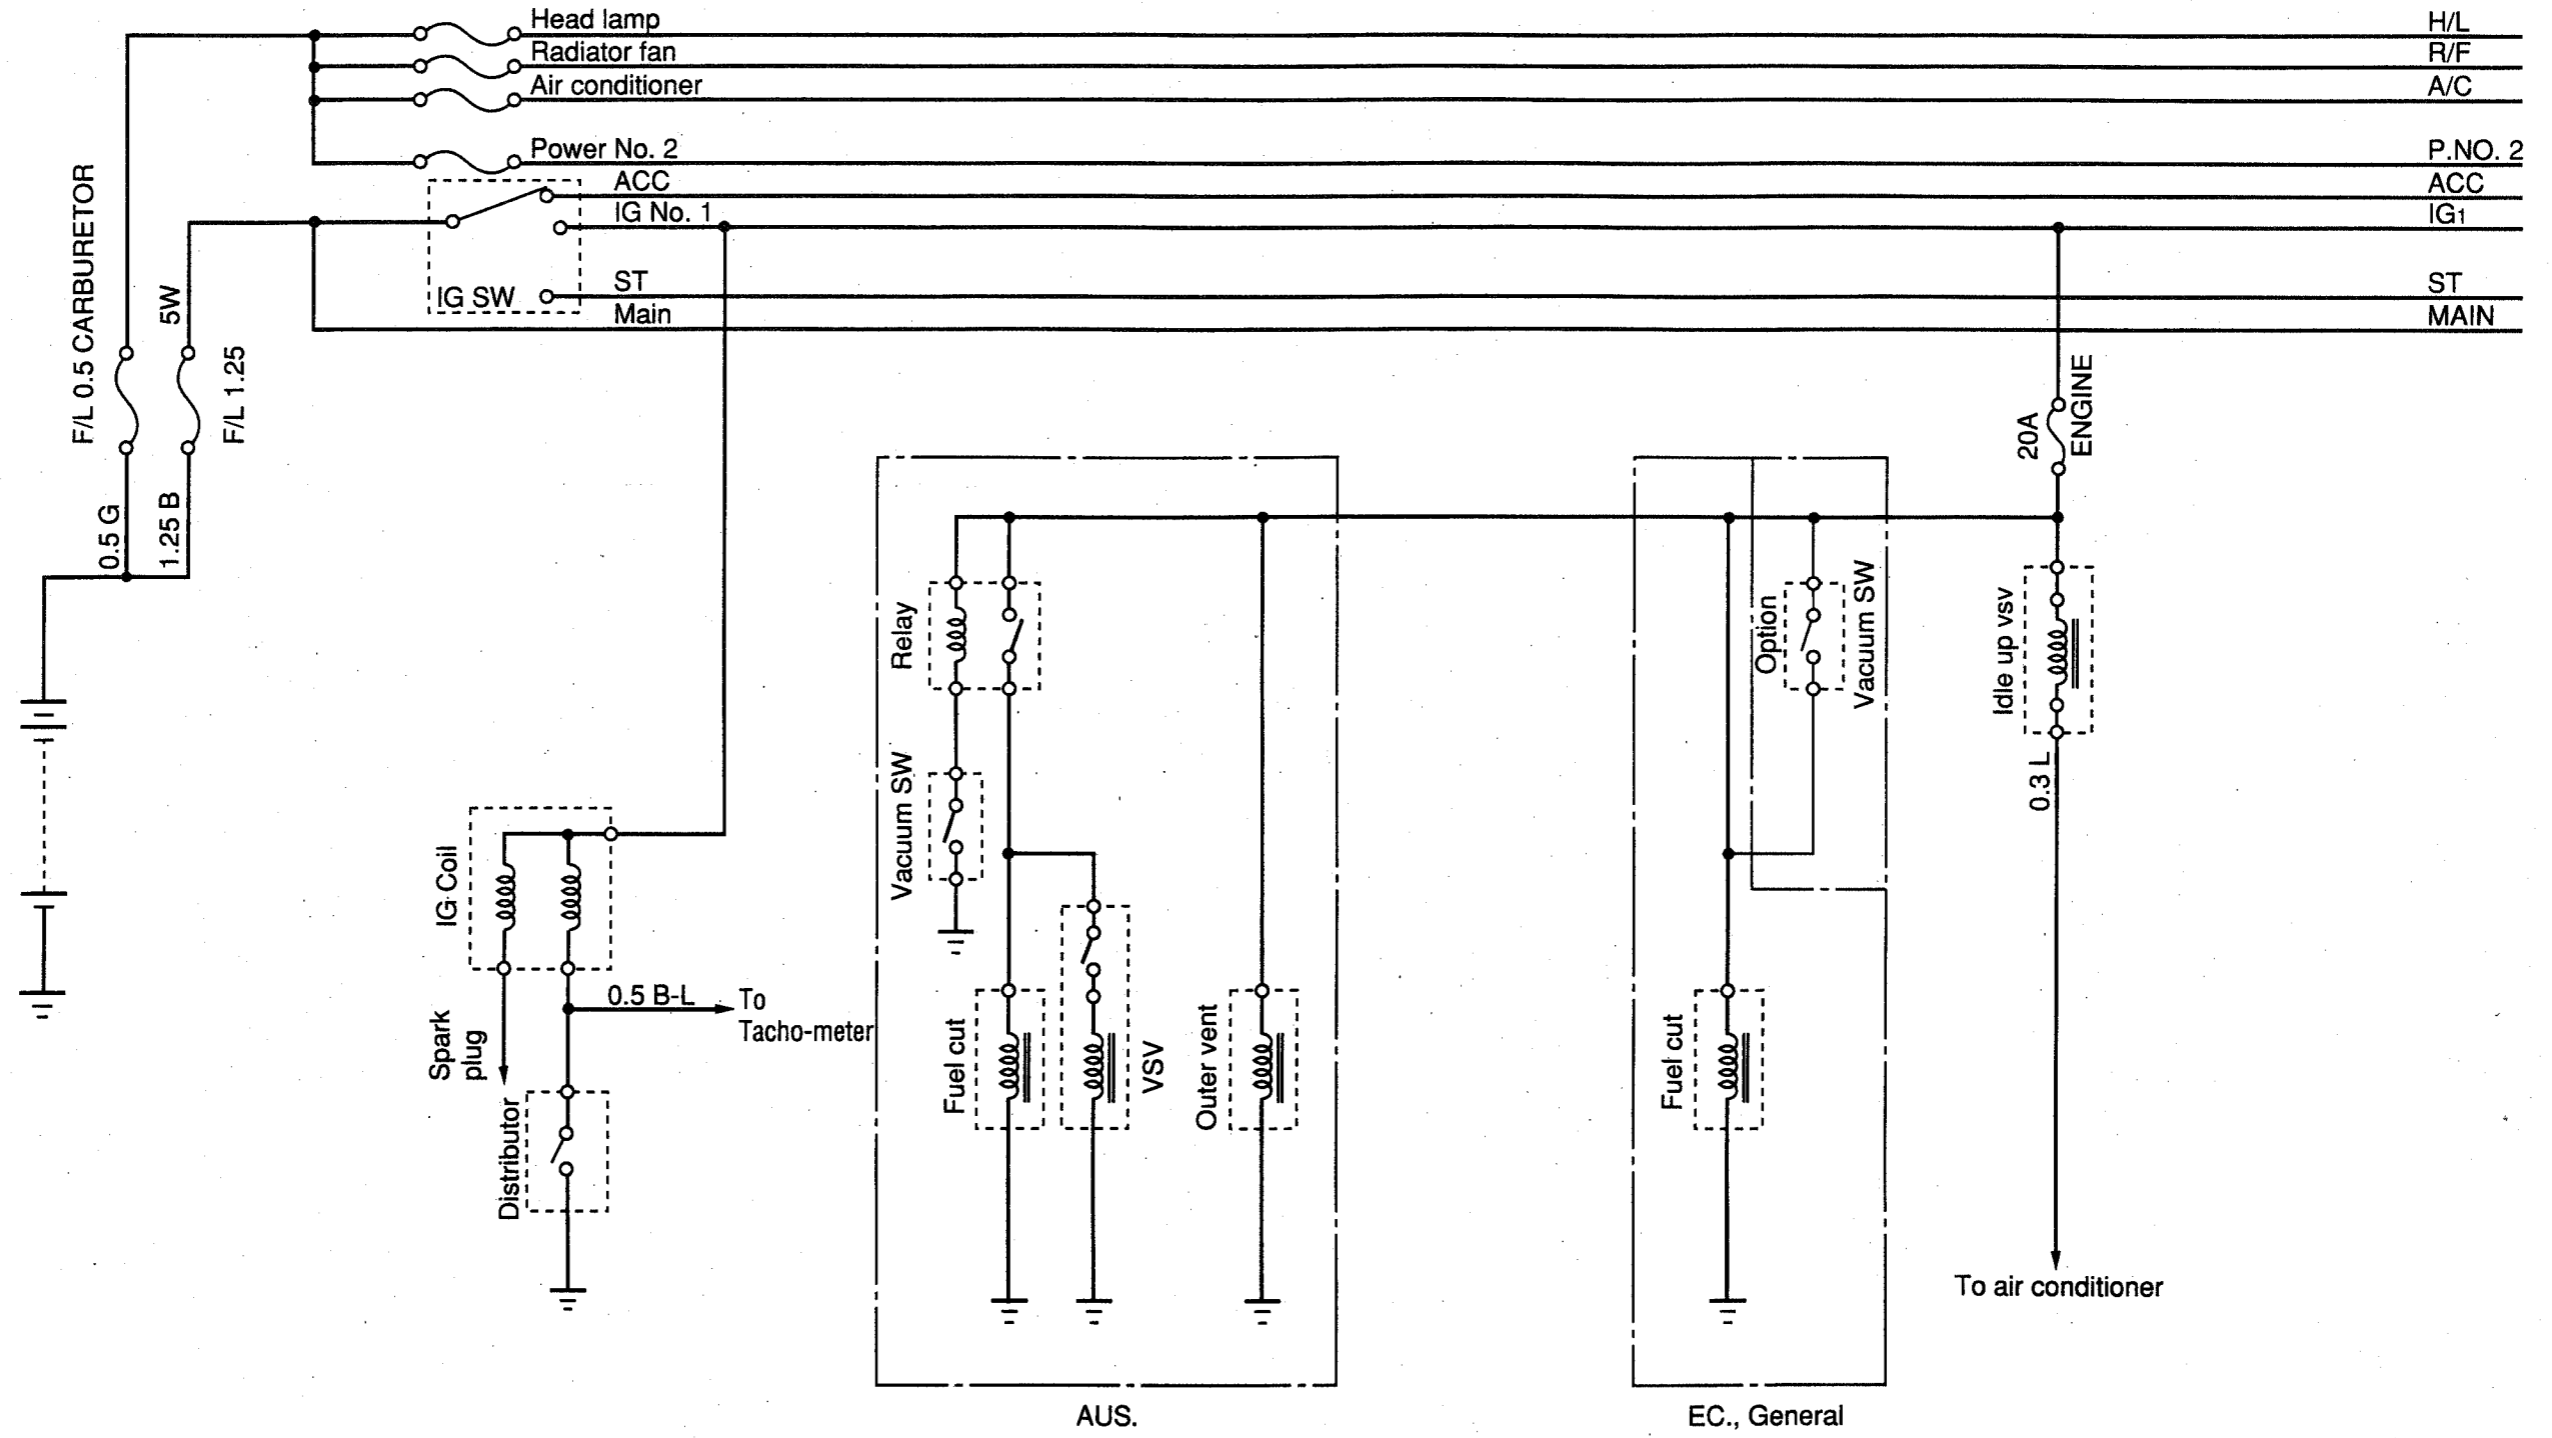 Head lamp
H/L
Radiator fan
R/F
Air conditioner
A/C
Power No. 2
P.NO. 2
ACC
ACC
IG No. 1
IG1
IG SW
ST
ST
Main
MAIN
F/L 0.5 CARBURETOR
5W
F/L 1.25
0.5 G
1.25 B
20A
ENGINE
Relay
Option
Vacuum SW
Idle up vsv
0.3 L
Vacuum SW
IG Coil
0.5 B-L
To
Tacho-meter
Spark
plug
Distributor
Fuel cut
VSV
Outer vent
Fuel cut
To air conditioner
AUS.
EC., General